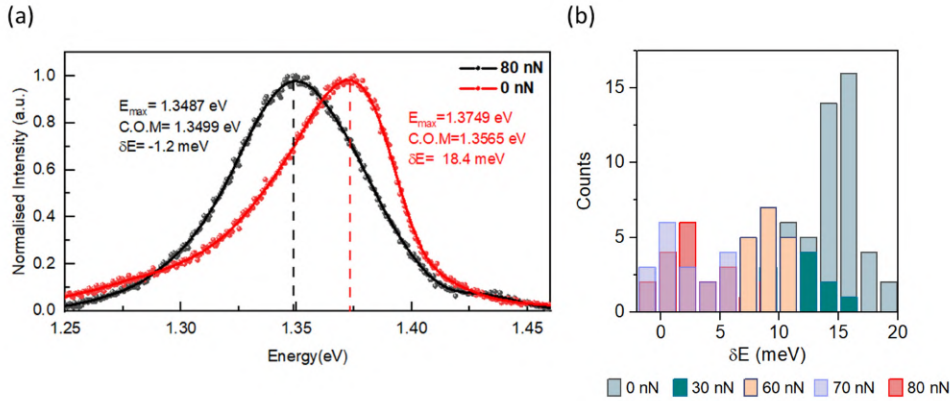 (a)
(b)
Normalised Intensity (a.u.)
1.0
0.8
0.6
0.4
0.2
0.0
80 nN
0 nN
E_max= 1.3487 eV
C.O.M= 1.3499 eV
δE= -1.2 meV
E_max=1.3749 eV
C.O.M=1.3565 eV
δE= 18.4 meV
1.25 1.30 1.35 1.40 1.45
Energy(eV)
Counts
15
10
5
0
0 5 10 15 20
δE (meV)
0 nN 30 nN 60 nN 70 nN 80 nN